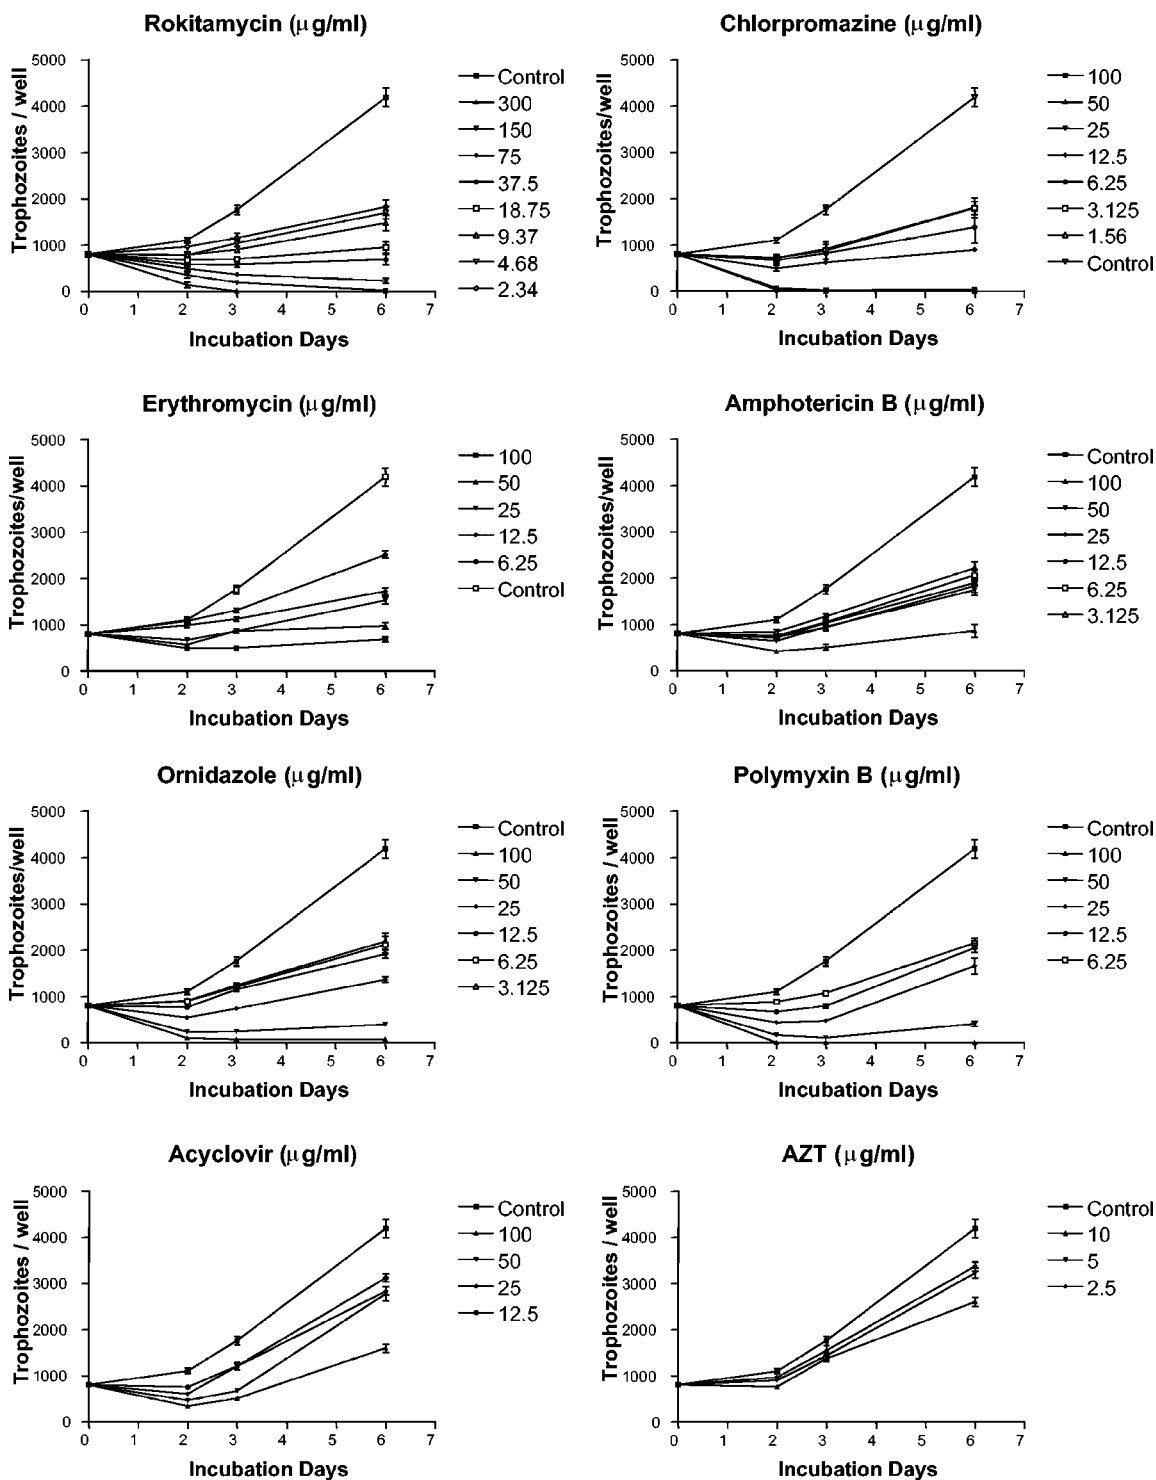 Rokitamycin (μg/ml)
Trophozoites / well
5000
4000
3000
2000
1000
0
0 1 2 3 4 5 6 7
Incubation Days
Control
300
150
75
37.5
18.75
9.37
4.68
2.34
Chlorpromazine (μg/ml)
Trophozoites/well
5000
4000
3000
2000
1000
0
0 1 2 3 4 5 6 7
Incubation Days
100
50
25
12.5
6.25
3.125
1.56
Control
Erythromycin (μg/ml)
Trophozoites/well
5000
4000
3000
2000
1000
0
0 1 2 3 4 5 6 7
Incubation Days
100
50
25
12.5
6.25
Control
Amphotericin B (μg/ml)
Trophozoites/well
5000
4000
3000
2000
1000
0
0 1 2 3 4 5 6 7
Incubation Days
Control
100
50
25
12.5
6.25
3.125
Ornidazole (μg/ml)
Trophozoites/well
5000
4000
3000
2000
1000
0
0 1 2 3 4 5 6 7
Incubation Days
Control
100
50
25
12.5
6.25
3.125
Polymyxin B (μg/ml)
Trophozoites / well
5000
4000
3000
2000
1000
0
0 1 2 3 4 5 6 7
Incubation Days
Control
100
50
25
12.5
6.25
Acyclovir (μg/ml)
Trophozoites / well
5000
4000
3000
2000
1000
0
0 1 2 3 4 5 6 7
Incubation Days
Control
100
50
25
12.5
AZT (μg/ml)
Trophozoites / well
5000
4000
3000
2000
1000
0
0 1 2 3 4 5 6 7
Incubation Days
Control
10
5
2.5